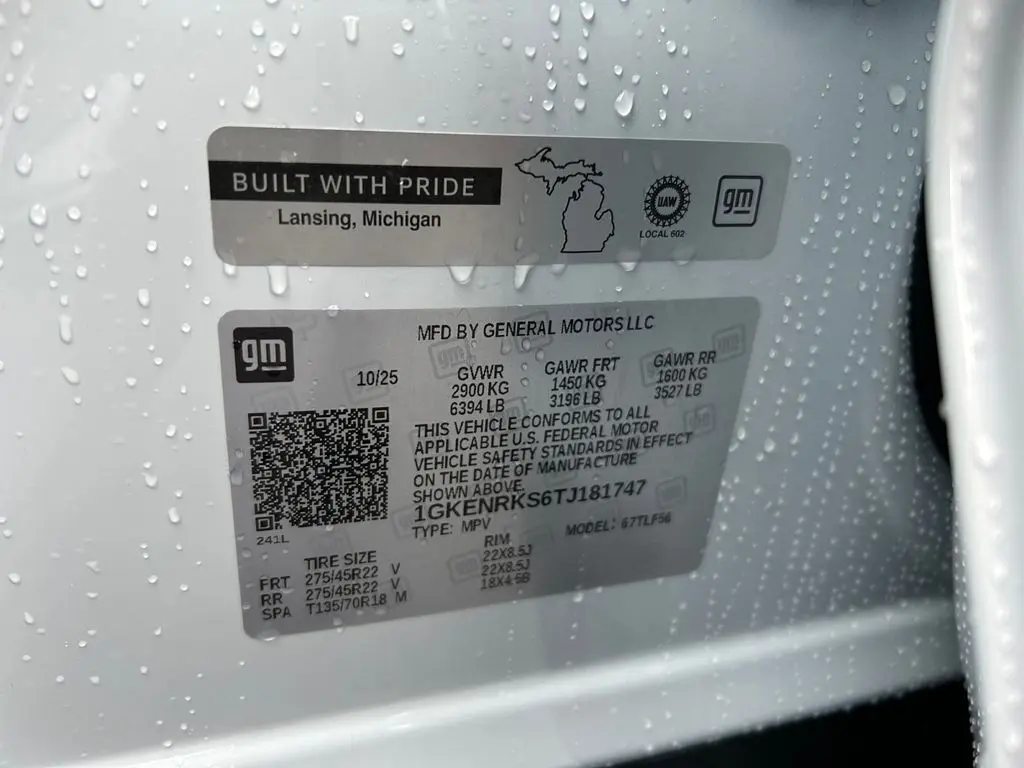 BUILT WITH PRIDE
Lansing, Michigan
UAW
LOCAL 602
gm
gm
MFD BY GENERAL MOTORS LLC
10/25
GVWR GAWR FRT GAWR RR
2900 KG 1450 KG 1600 KG
6394 LB 3196 LB 3527 LB
THIS VEHICLE CONFORMS TO ALL
APPLICABLE U.S. FEDERAL MOTOR
VEHICLE SAFETY STANDARDS IN EFFECT
ON THE DATE OF MANUFACTURE
SHOWN ABOVE.
1GKENRKS6TJ181747
TYPE: MPV MODEL: 67TLF56
241L
TIRE SIZE RIM
FRT 275/45R22 V 22X8.5J
RR 275/45R22 V 22X8.5J
SPA T135/70R18 M 18X4.5B